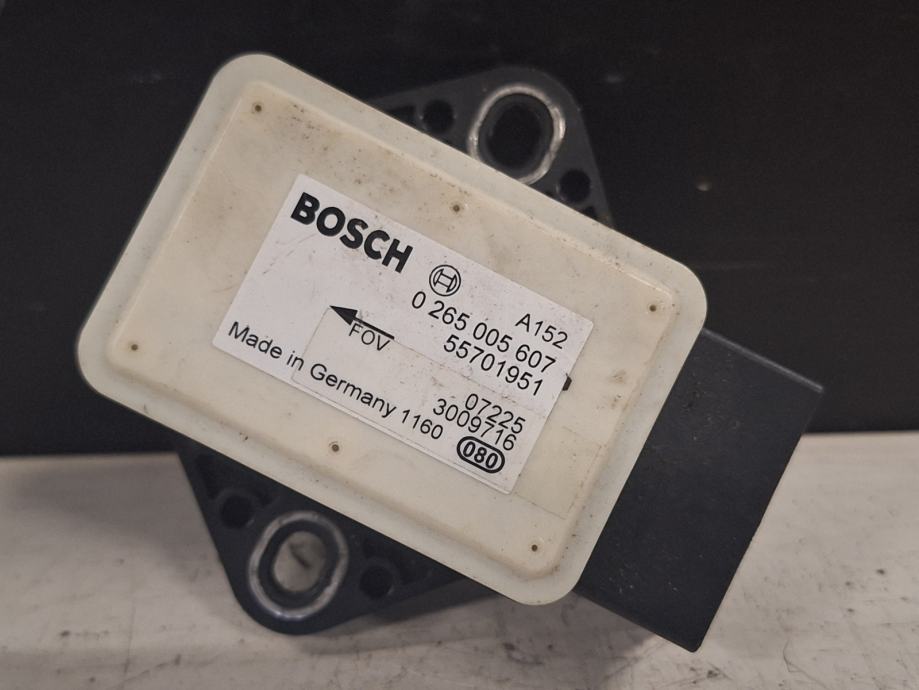 BOSCH
A152
0 265 005 607
55701951
FOV
07225
3009716
Made in Germany 1160
080